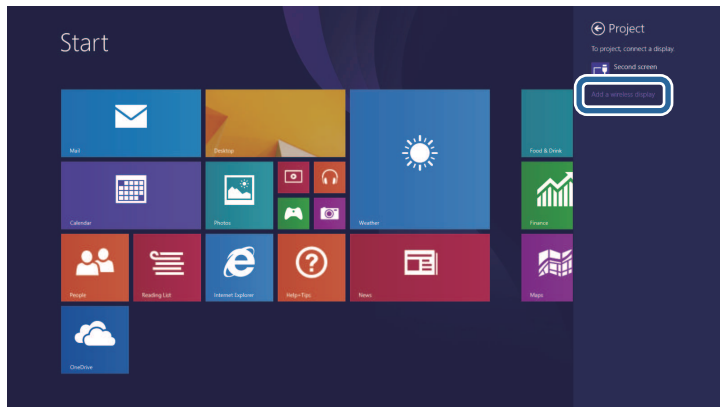 Start
Project
To project, connect a display.
Second screen
Add a wireless display
Mail
Desktop
Weather
Food & Drink
Calendar
Photos
Finance
People
Reading List
Internet Explorer
Help+Tips
News
Maps
OneDrive